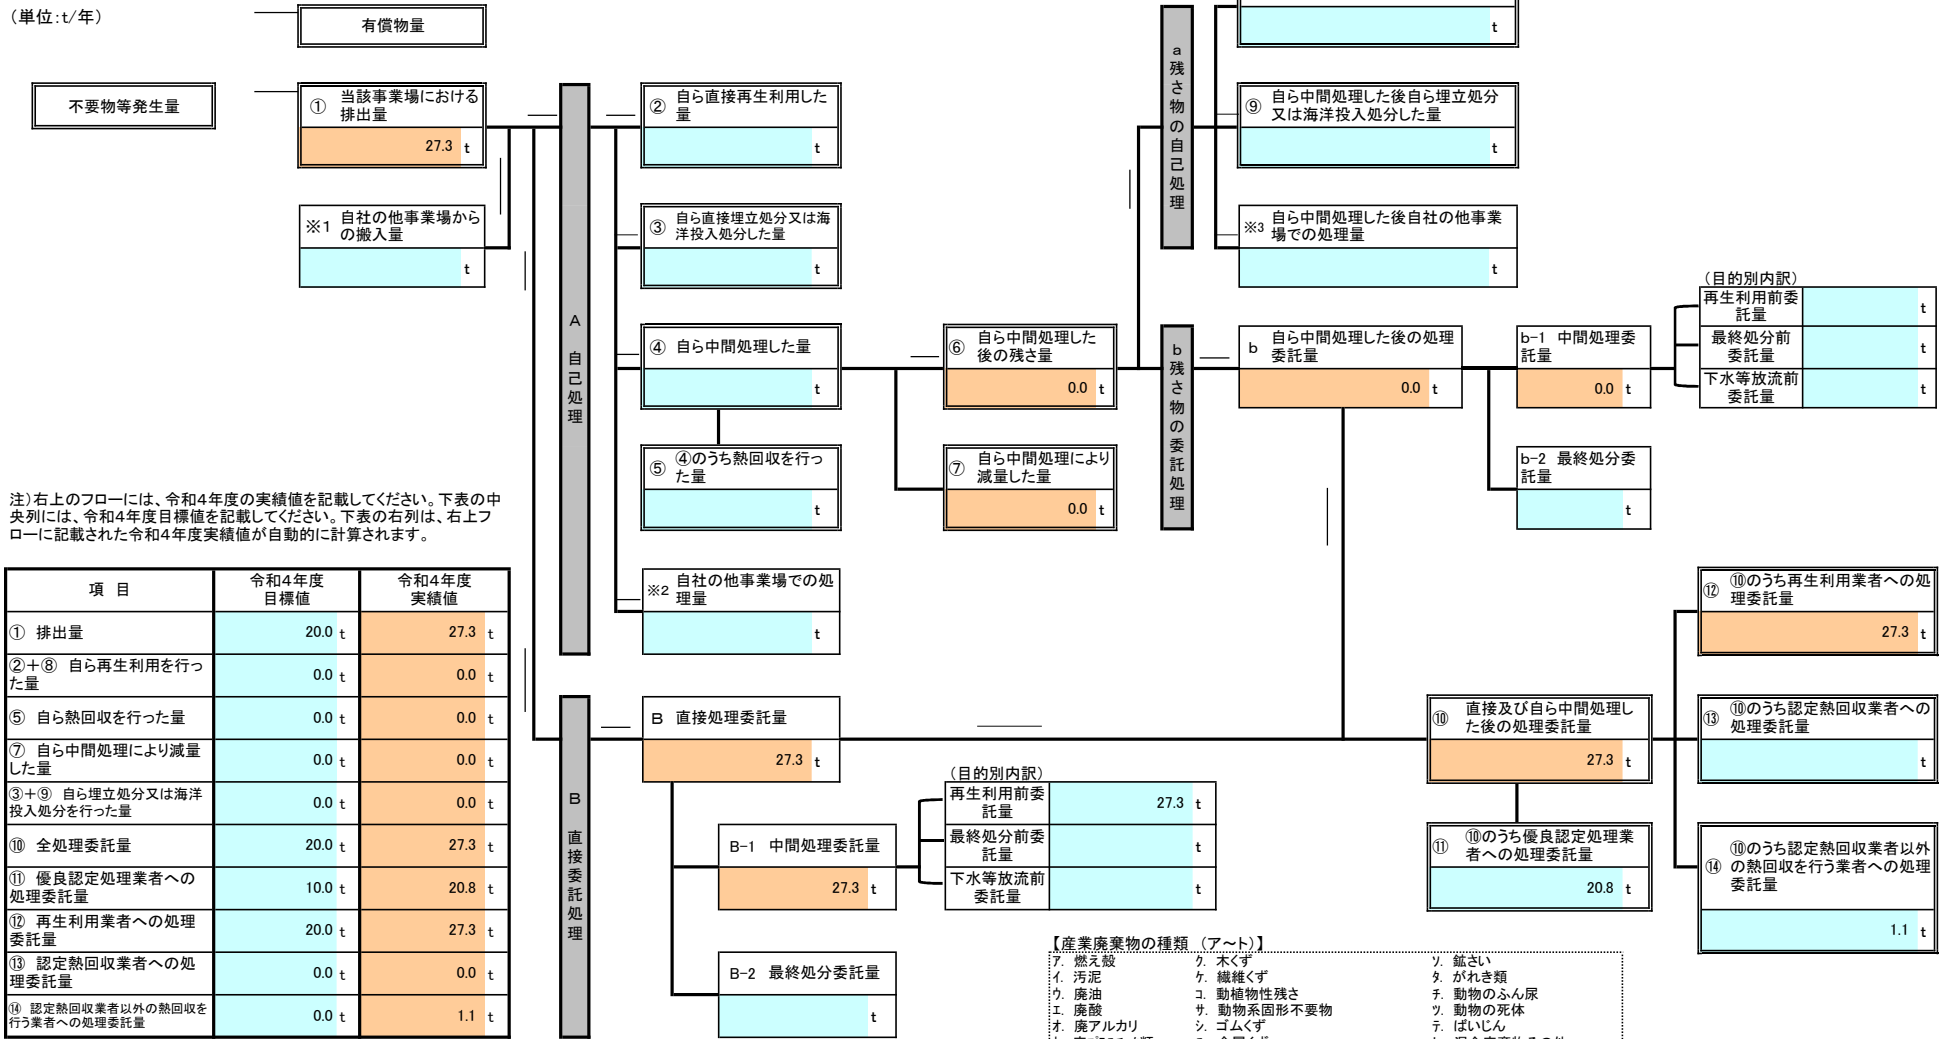 (単位:t/年)
有償物量
t
不要物等発生量
① 当該事業場における
排出量
27.3 t
※1 自社の他事業場から
の搬入量
t
A 自己処理
② 自ら直接再生利用した
量
t
③ 自ら直接埋立処分又は海
洋投入処分した量
t
④ 自ら中間処理した量
t
⑤ ④のうち熱回収を行っ
た量
t
※2 自社の他事業場での処
理量
t
⑥ 自ら中間処理した
後の残さ量
0.0 t
⑦ 自ら中間処理により
減量した量
0.0 t
a 残さ物の自己処理
⑨ 自ら中間処理した後自ら埋立処分
又は海洋投入処分した量
t
※3 自ら中間処理した後自社の他事業
場での処理量
t
b 残さ物の委託処理
b 自ら中間処理した後の処理
委託量
0.0 t
b-1 中間処理委
託量
0.0 t
b-2 最終処分委
託量
t
(目的別内訳)
再生利用前委
託量
t
最終処分前
委託量
t
下水等放流前
委託量
t
注)右上のフローには、令和4年度の実績値を記載してください。下表の中
央列には、令和4年度目標値を記載してください。下表の右列は、右上フ
ローに記載された令和4年度実績値が自動的に計算されます。
項 目 令和4年度
目標値 令和4年度
実績値
① 排出量 20.0 t 27.3 t
②+⑧ 自ら再生利用を行っ
た量 0.0 t 0.0 t
⑤ 自ら熱回収を行った量 0.0 t 0.0 t
⑦ 自ら中間処理により減量
した量 0.0 t 0.0 t
③+⑨ 自ら埋立処分又は海洋
投入処分を行った量 0.0 t 0.0 t
⑩ 全処理委託量 20.0 t 27.3 t
⑪ 優良認定処理業者への
処理委託量 10.0 t 20.8 t
⑫ 再生利用業者への処理
委託量 20.0 t 27.3 t
⑬ 認定熱回収業者への処
理委託量 0.0 t 0.0 t
⑭ 認定熱回収業者以外の熱回収を
行う業者への処理委託量 0.0 t 1.1 t
B 直接委託処理
B 直接処理委託量
27.3 t
B-1 中間処理委託量
27.3 t
B-2 最終処分委託量
t
(目的別内訳)
再生利用前委
託量
27.3 t
最終処分前委
託量
t
下水等放流前
委託量
t
⑩ 直接及び自ら中間処理し
た後の処理委託量
27.3 t
⑪ ⑩のうち優良認定処理業
者への処理委託量
20.8 t
⑫ ⑩のうち再生利用業者への処
理委託量
27.3 t
⑬ ⑩のうち認定熱回収業者への
処理委託量
t
⑭ ⑩のうち認定熱回収業者以外
の熱回収を行う業者への処理
委託量
1.1 t
【産業廃棄物の種類 (ア~ト)】
ア. 燃え殻 ク. 木くず ソ. 鉱さい
イ. 汚泥 ケ. 繊維くず タ. がれき類
ウ. 廃油 コ. 動植物性残さ チ. 動物のふん尿
エ. 廃酸 サ. 動物系固形不要物 ツ. 動物の死体
オ. 廃アルカリ シ. ゴムくず テ. ばいじん